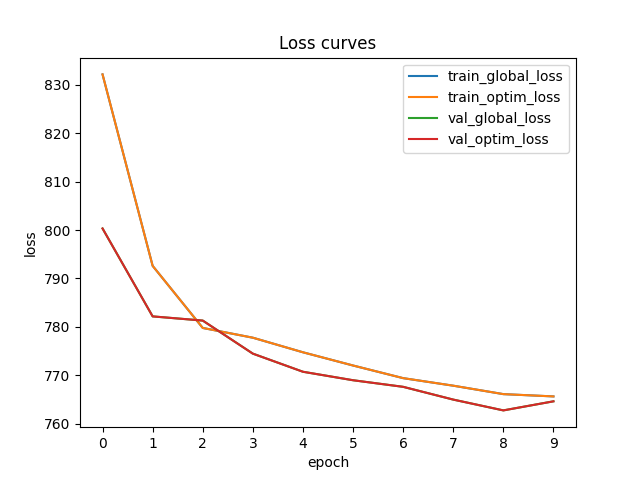 Loss curves
train_global_loss
train_optim_loss
val_global_loss
val_optim_loss
830
820
810
800
790
780
770
760
loss
0 1 2 3 4 5 6 7 8 9
epoch